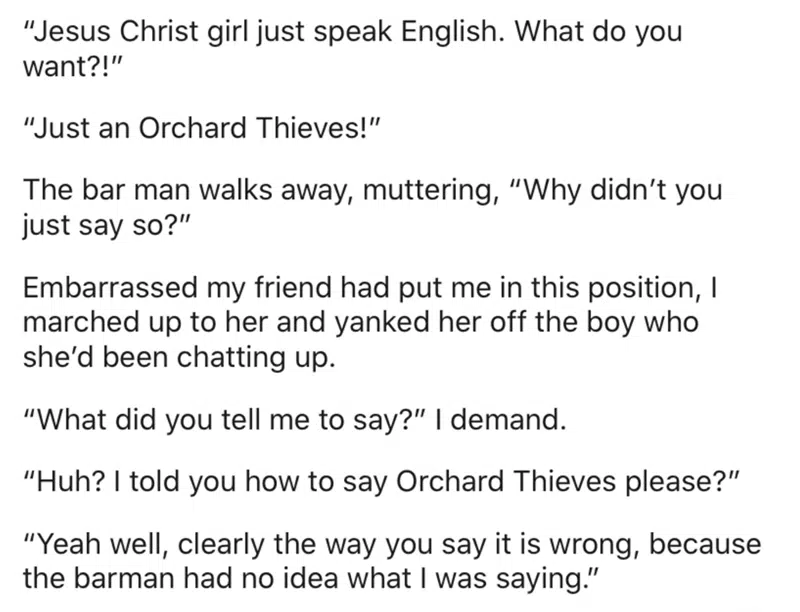 “Jesus Christ girl just speak English. What do you
want?!”
“Just an Orchard Thieves!”
The bar man walks away, muttering, “Why didn’t you
just say so?”
Embarrassed my friend had put me in this position, I
marched up to her and yanked her off the boy who
she’d been chatting up.
“What did you tell me to say?” I demand.
“Huh? I told you how to say Orchard Thieves please?”
“Yeah well, clearly the way you say it is wrong, because
the barman had no idea what I was saying.”